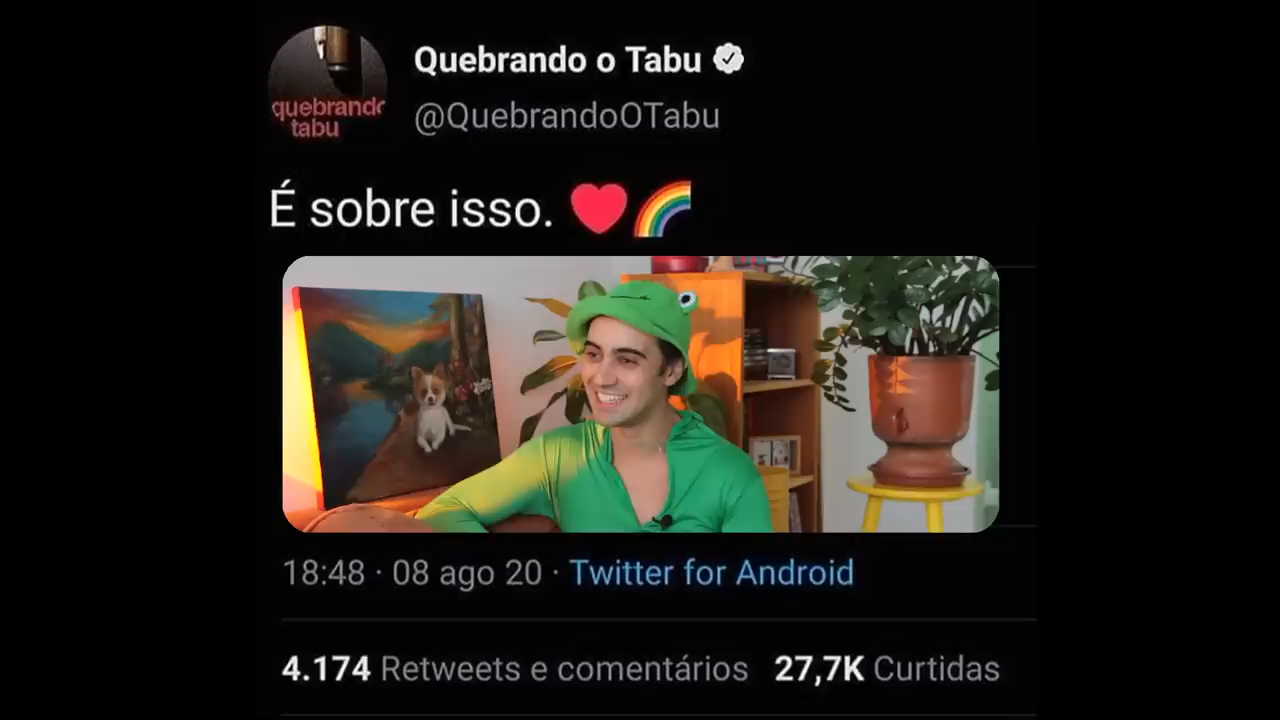 quebrando
tabu
Quebrando o Tabu
@QuebrandoOTabu
É sobre isso. ❤️🌈
18:48 · 08 ago 20 · Twitter for Android
4.174 Retweets e comentários 27,7K Curtidas